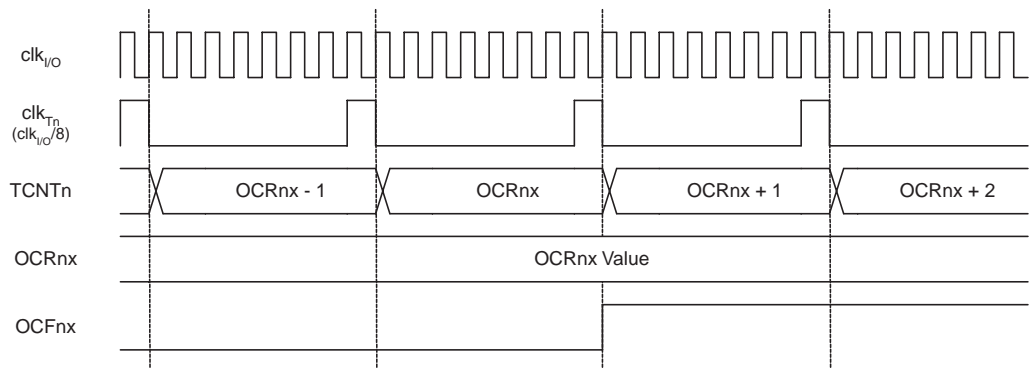 clkI/O
clkTn
(clkI/O/8)
TCNTn OCRnx - 1 OCRnx OCRnx + 1 OCRnx + 2
OCRnx OCRnx Value
OCFnx